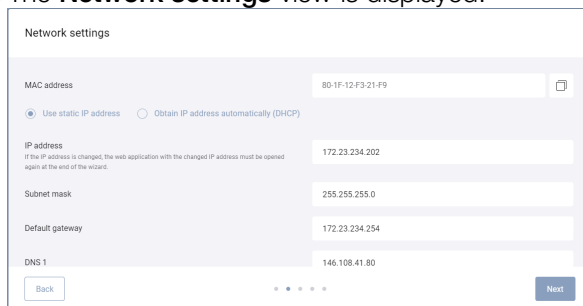 The Network settings view is displayed.
Network settings
MAC address
80-1F-12-F3-21-F9
Use static IP address
Obtain IP address automatically (DHCP)
IP address
If the IP address is changed, the web application with the changed IP address must be opened
again at the end of the wizard.
172.23.234.202
Subnet mask
255.255.255.0
Default gateway
172.23.234.254
DNS 1
146.108.41.80
Back
Next